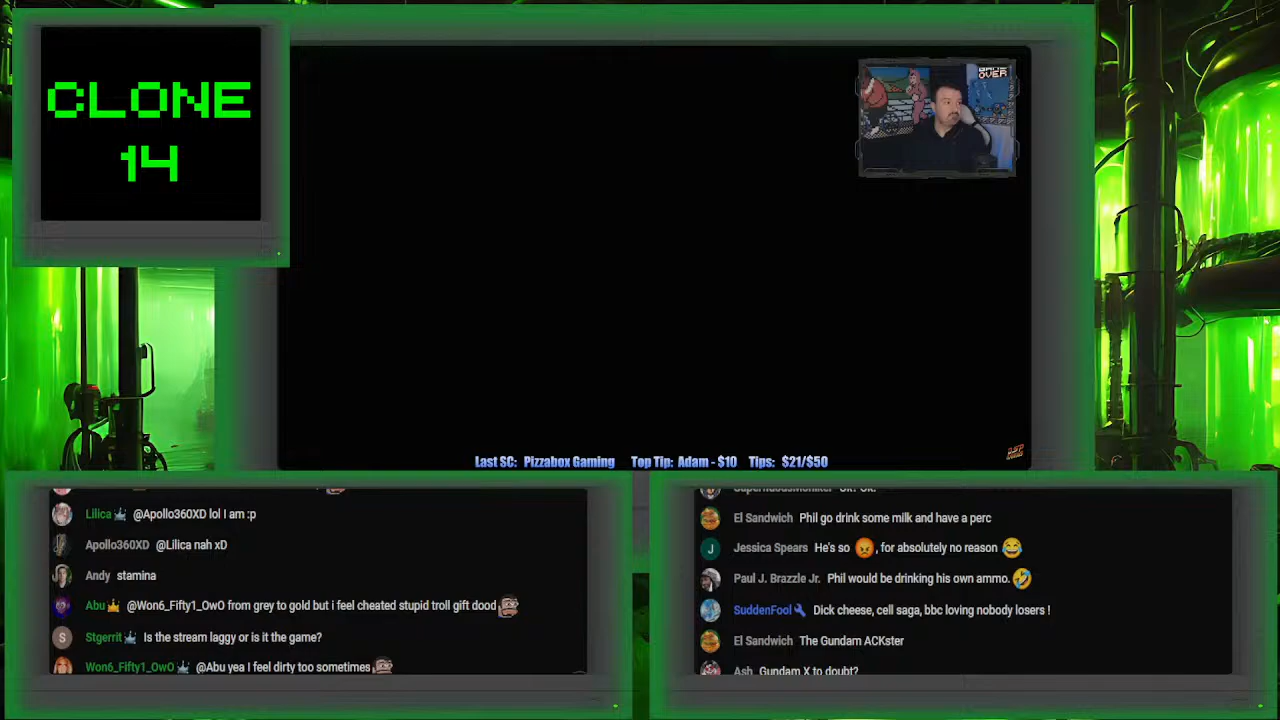 CLONE
14
GAME
OVER
Last SC: Pizzabox Gaming Top Tip: Adam - $10 Tips: $21/$50
Lilica @Apollo360XD lol I am :p
Apollo360XD @Lilica nah xD
Andy stamina
Abu @Won6_Fifty1_OwO from grey to gold but i feel cheated stupid troll gift dood
Stgerrit Is the stream laggy or is it the game?
Won6_Fifty1_OwO @Abu yea I feel dirty too sometimes
El Sandwich Phil go drink some milk and have a perc
Jessica Spears He's so 😡, for absolutely no reason 😂
Paul J. Brazzle Jr. Phil would be drinking his own ammo. 🤣
SuddenFool Dick cheese, cell saga, bbc loving nobody losers !
El Sandwich The Gundam ACKster
Ash Gundam X to doubt?